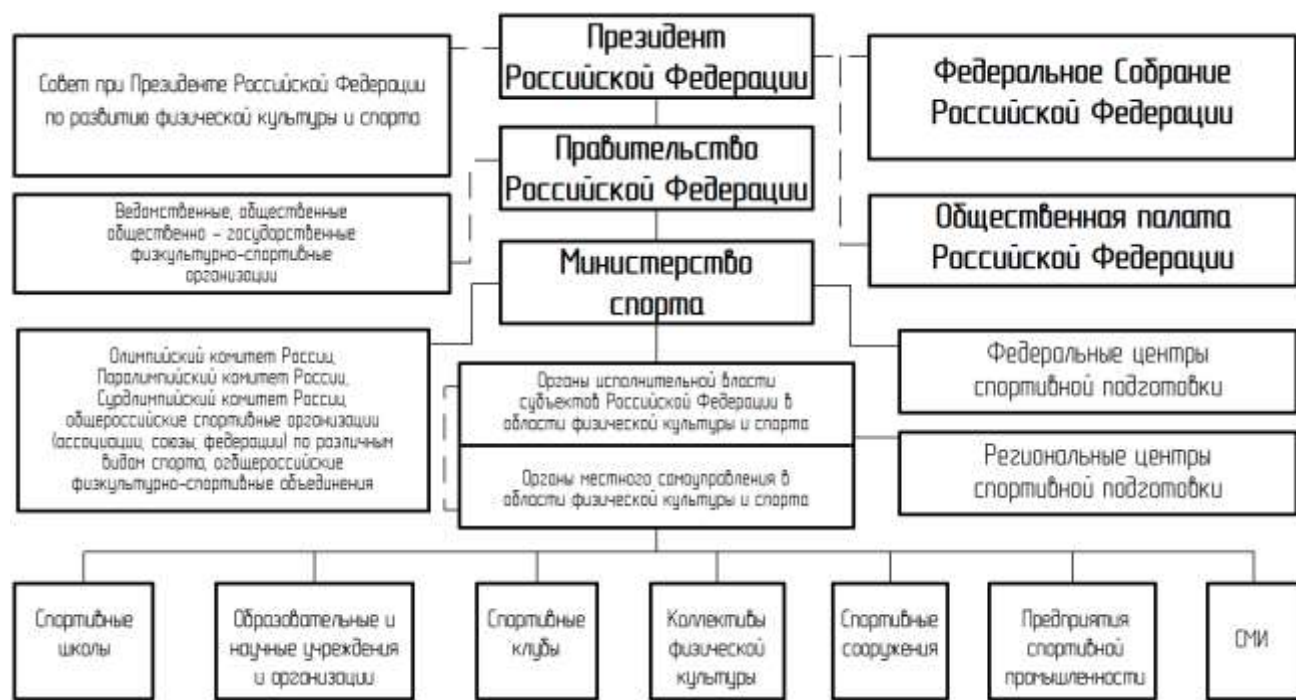 Президент
Российской Федерации
Совет при Президенте Российской Федерации
по развитию физической культуры и спорта
Федеральное Собрание
Российской Федерации
Правительство
Российской Федерации
Ведомственные, общественные
общественно – государственные
физкультурно-спортивные
организации
Общественная палата
Российской Федерации
Министерство
спорта
Олимпийский комитет России,
Паралимпийский комитет России,
Сурдлимпийский комитет России,
общероссийские спортивные организации
(ассоциации, союзы, федерации) по различным
видам спорта, огбщероссийские
физкультурно-спортивные объединения
Органы исполнительной власти
субъектов Российской Федерации в
области физической культуры и спорта
Федеральные центры
спортивной подготовки
Органы местного самоуправления в
области физической культуры и спорта
Региональные центры
спортивной подготовки
Спортивные
школы
Образовательные и
научные учреждения
и организации
Спортивные
клубы
Коллективы
физической
культуры
Спортивные
сооружения
Предприятия
спортивной
промышленности
СМИ